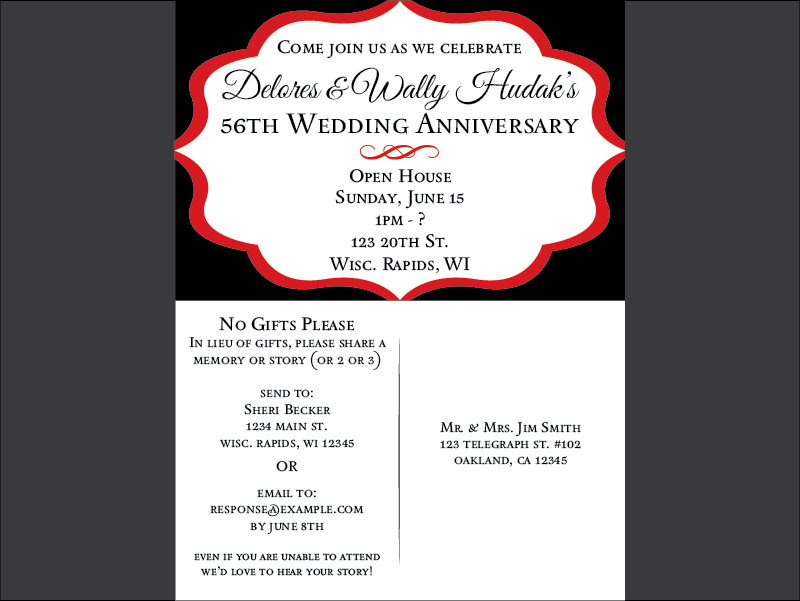 Come join us as we celebrate
Delores & Wally Hudak's
56th Wedding Anniversary
Open House
Sunday, June 15
1pm - ?
123 20th St.
Wisc. Rapids, WI
No Gifts Please
In lieu of gifts, please share a
memory or story (or 2 or 3)
send to:
Sheri Becker
1234 main st.
wisc. rapids, wi 12345
OR
email to:
response@example.com
by june 8th
even if you are unable to attend
we'd love to hear your story!
Mr. & Mrs. Jim Smith
123 telegraph st. #102
oakland, ca 12345